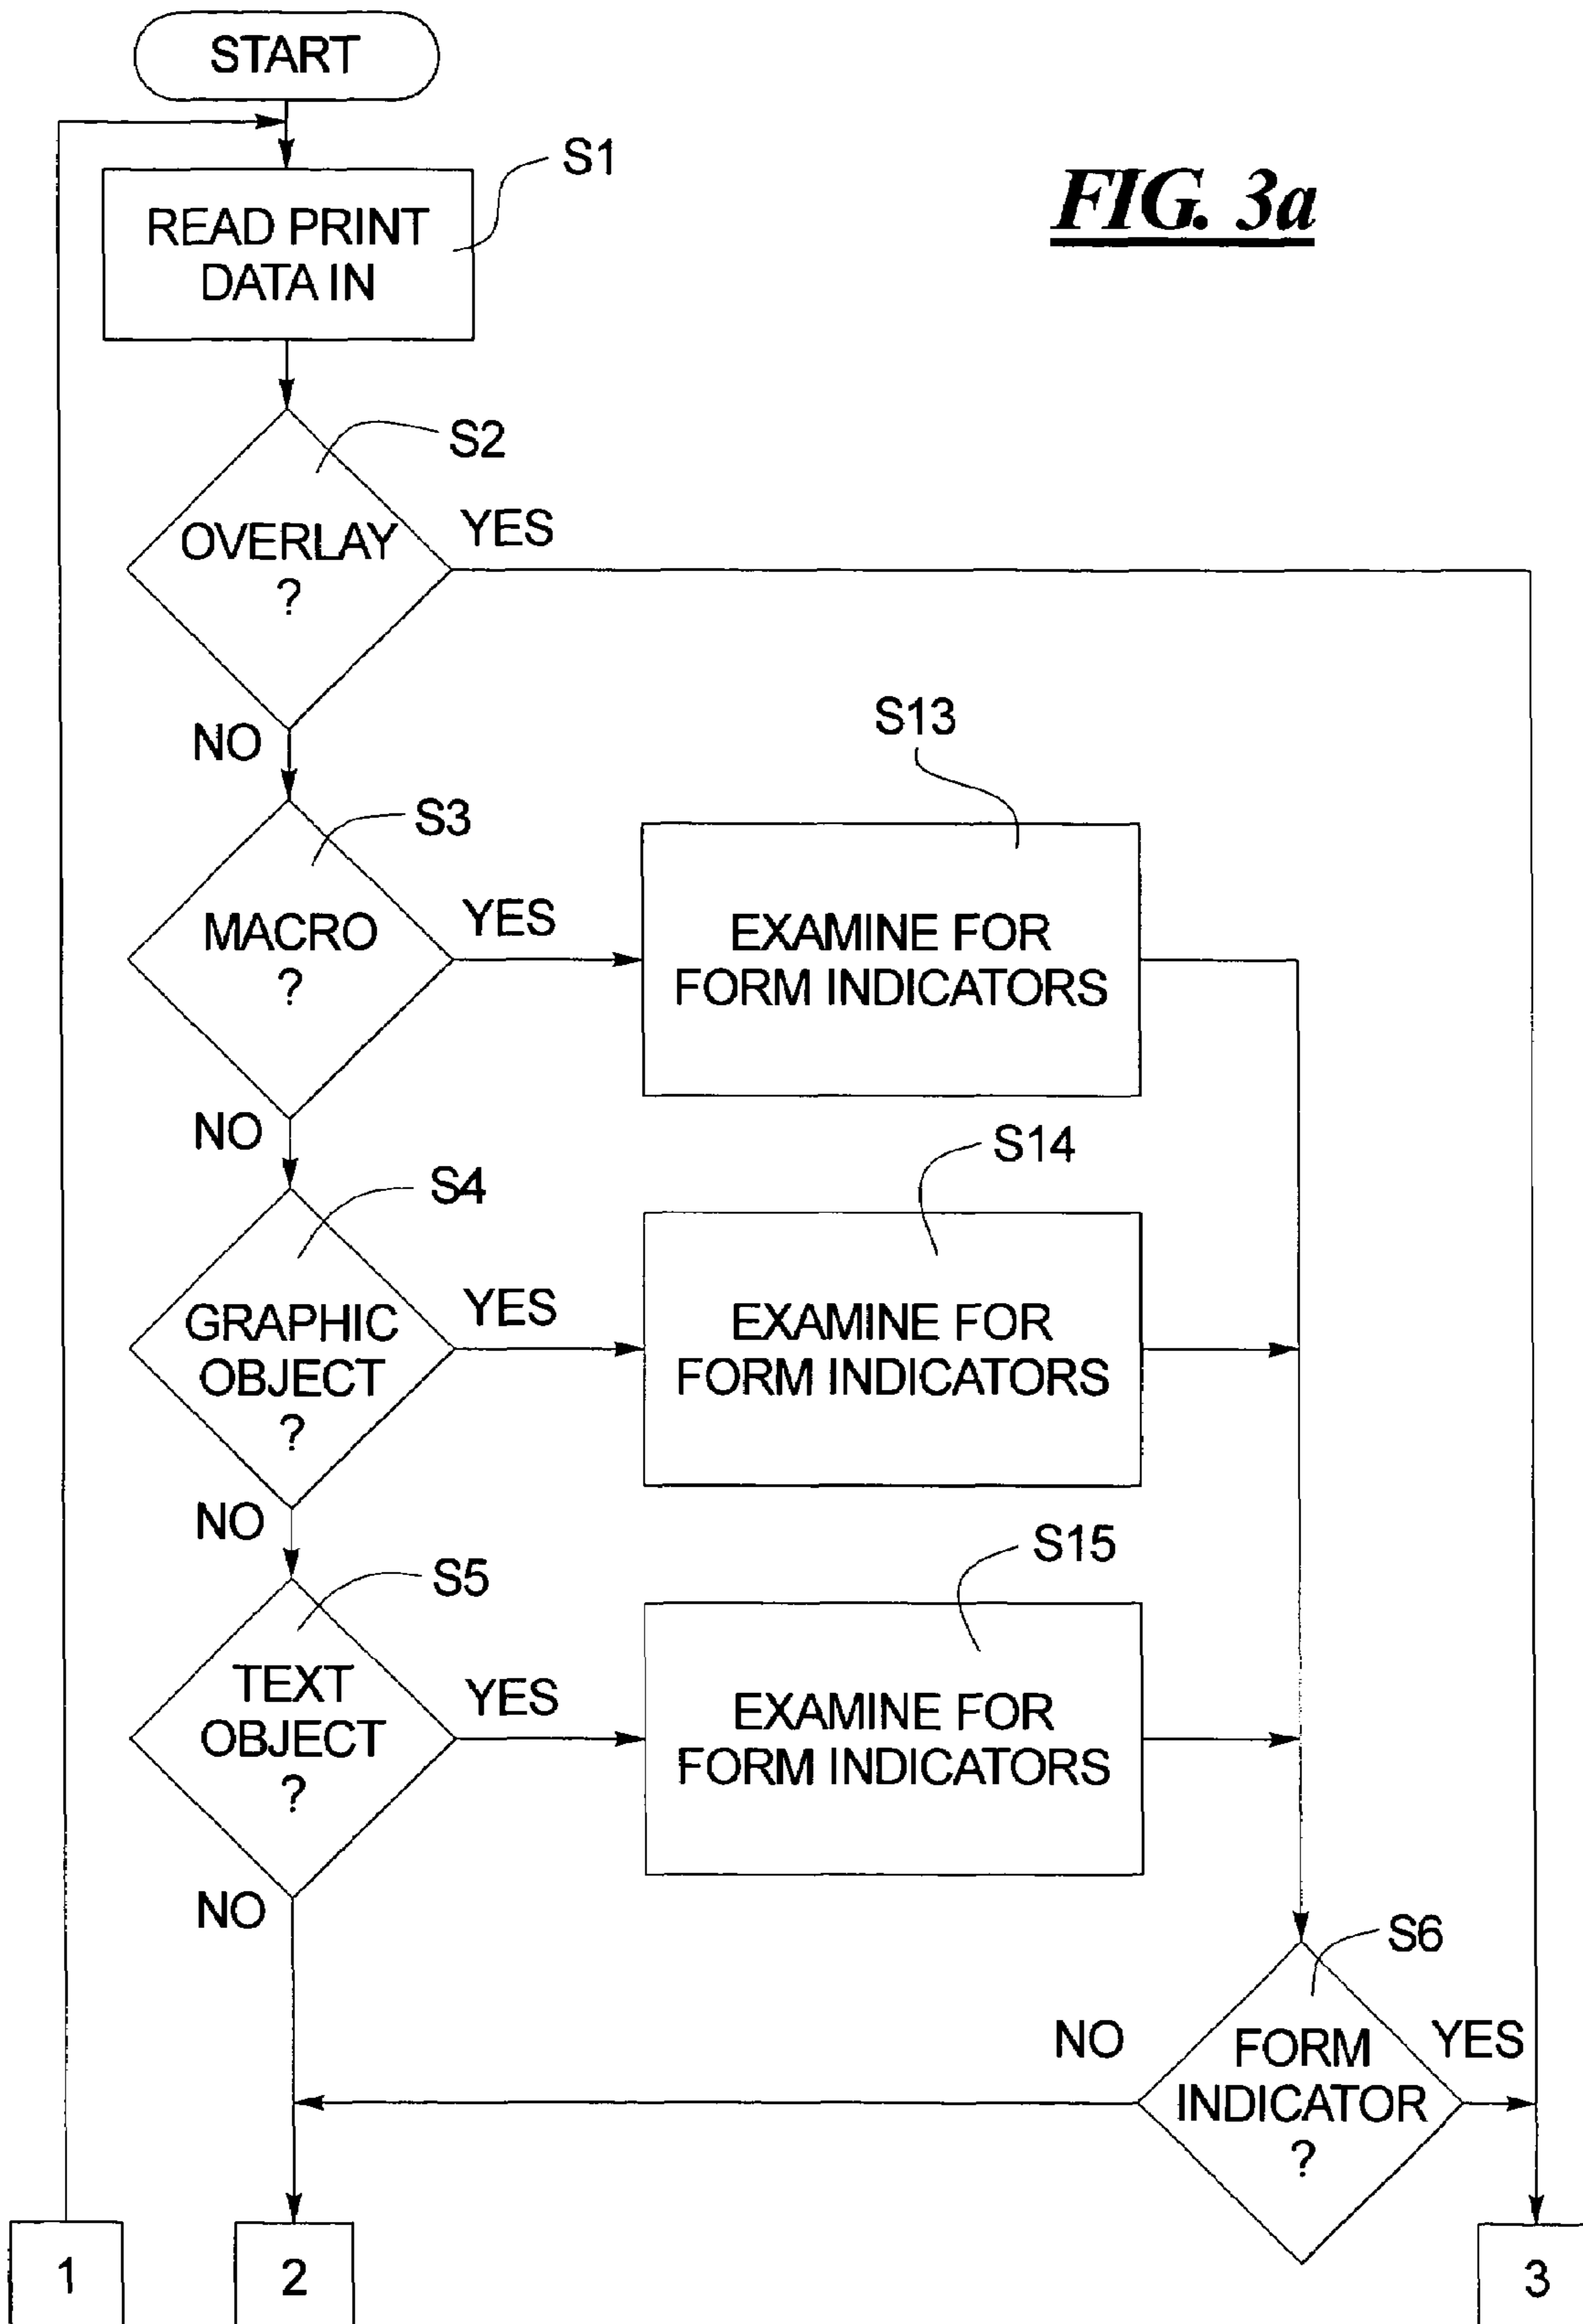 START
S1
FIG. 3a
READ PRINT
DATA IN
S2
OVERLAY
?
YES
NO
S13
S3
MACRO
?
YES
EXAMINE FOR
FORM INDICATORS
NO
S14
S4
GRAPHIC
OBJECT
?
YES
EXAMINE FOR
FORM INDICATORS
NO
S15
S5
TEXT
OBJECT
?
YES
EXAMINE FOR
FORM INDICATORS
NO
S6
NO
FORM
INDICATOR
?
YES
1
2
3